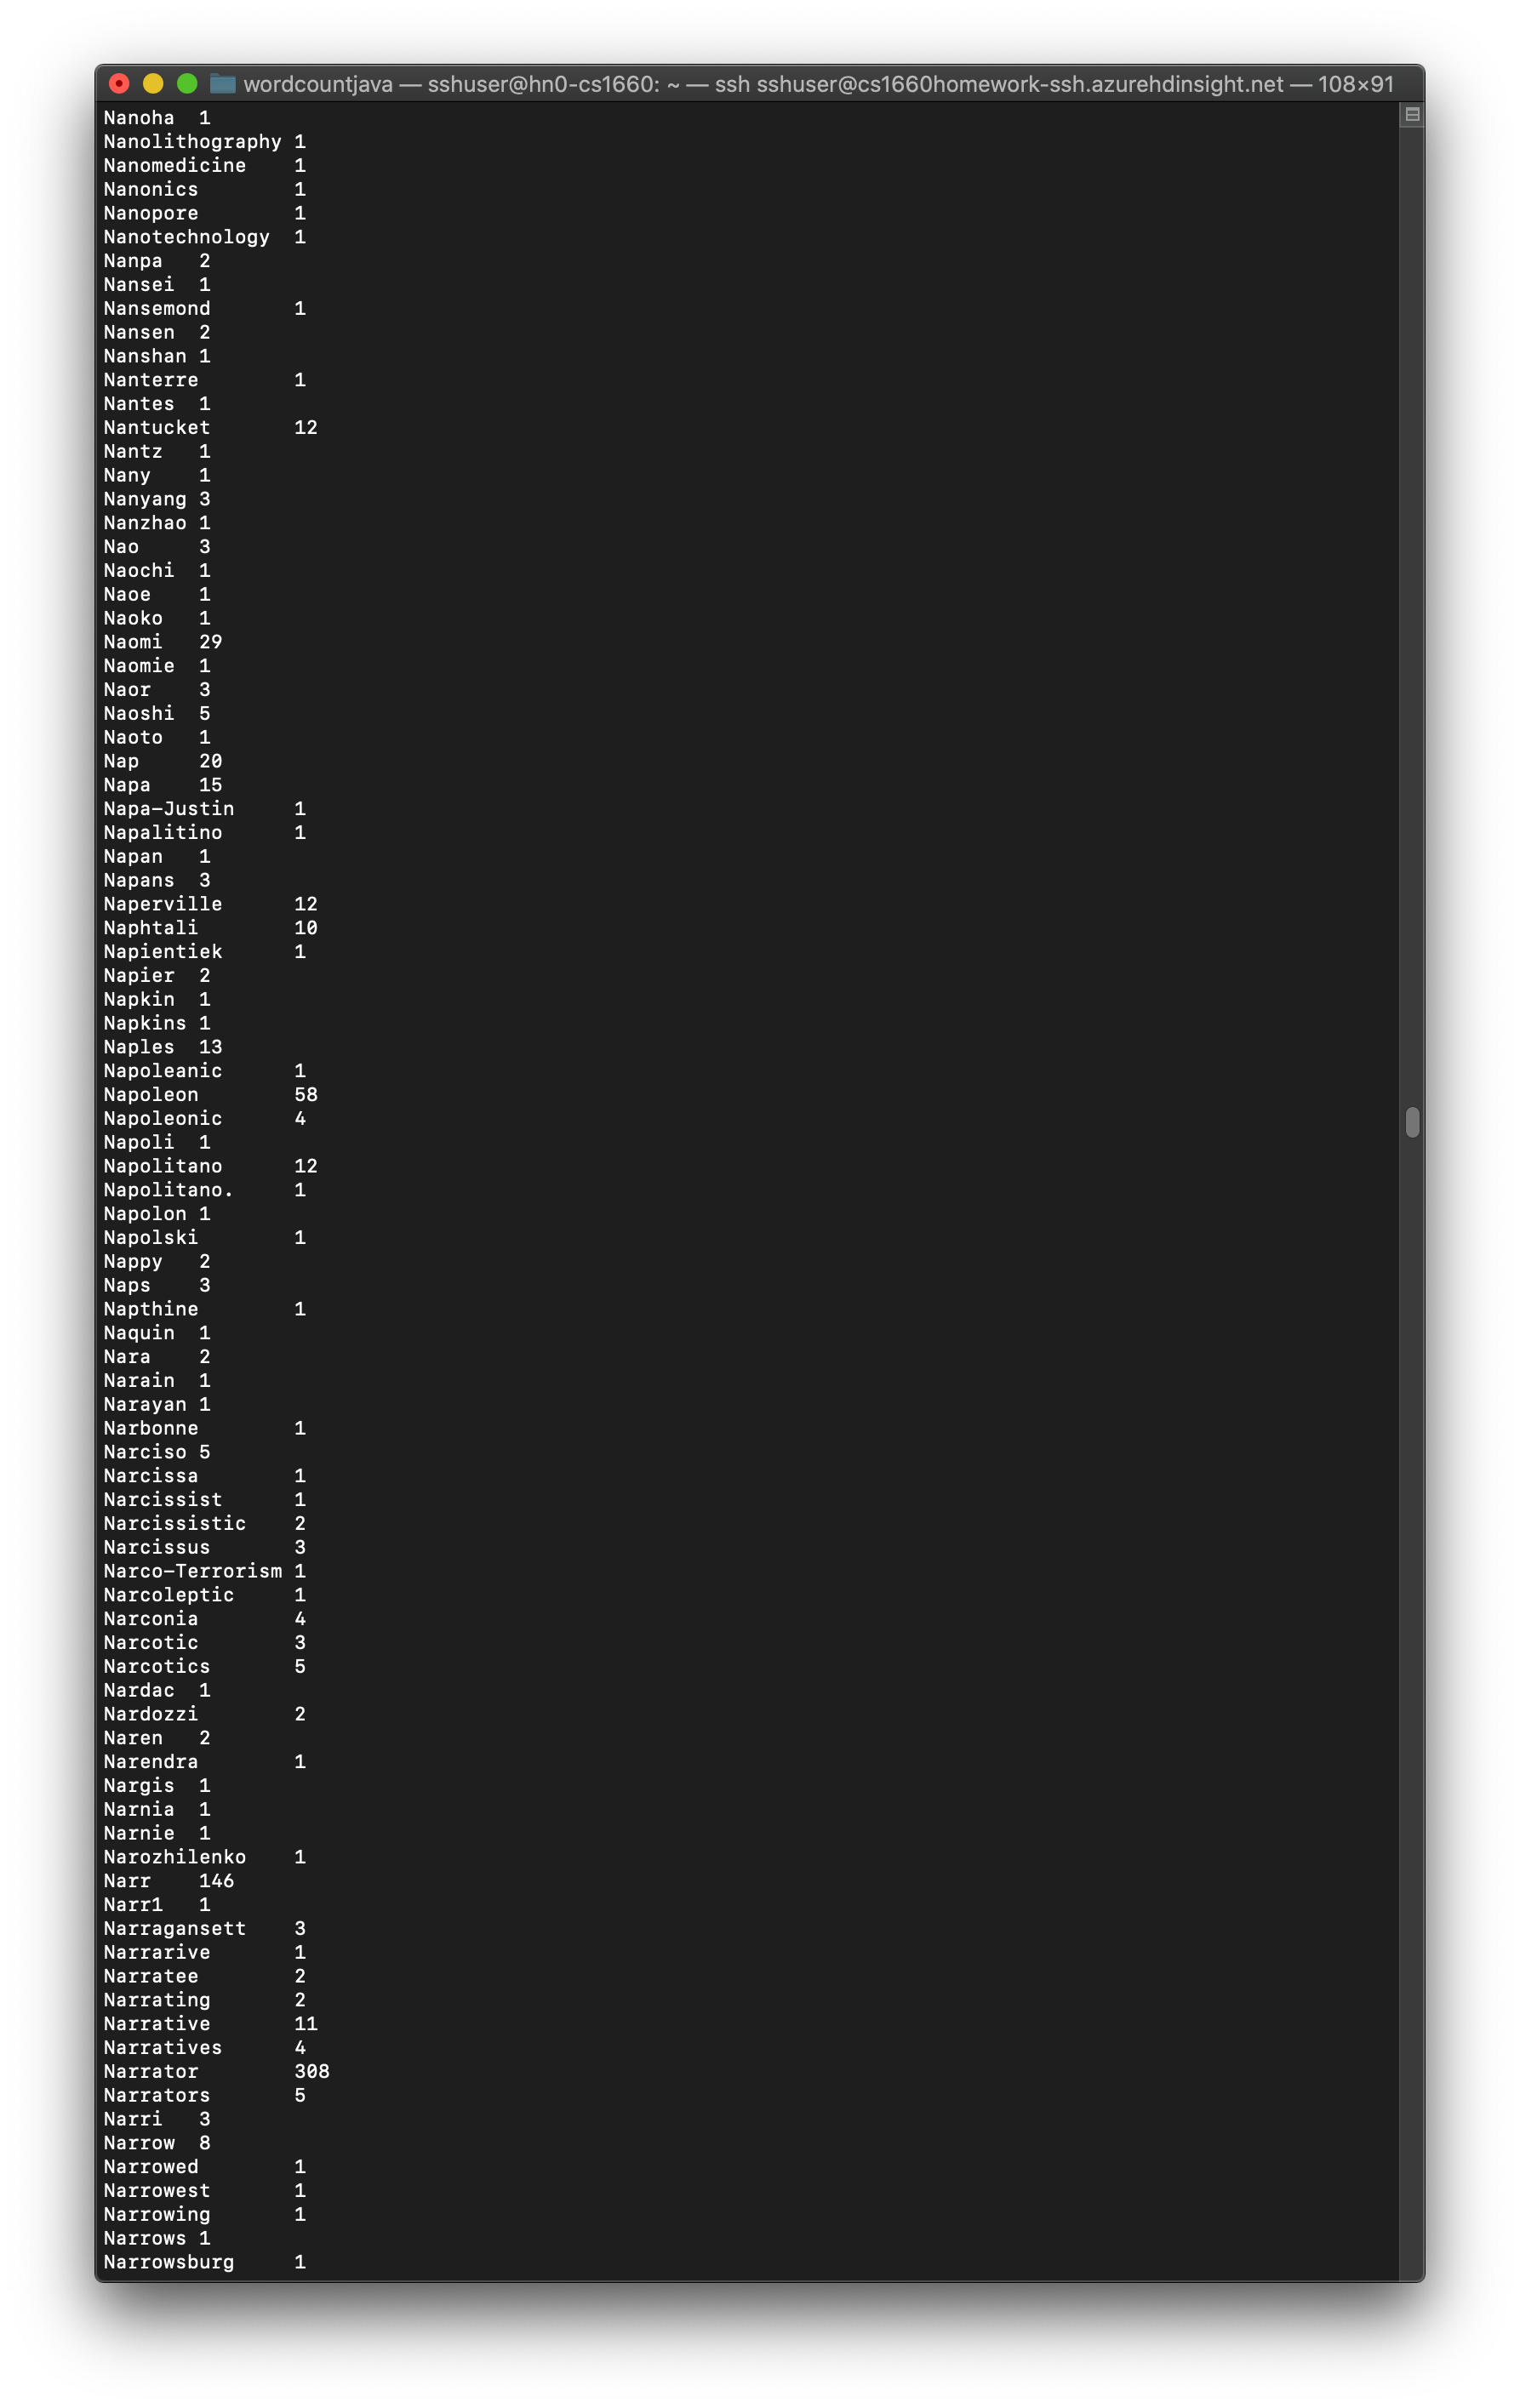 wordcountjava — sshuser@hn0-cs1660: ~ — ssh sshuser@cs1660homework-ssh.azurehdinsight.net — 108×91
Nanoha 1
Nanolithography 1
Nanomedicine 1
Nanonics 1
Nanopore 1
Nanotechnology 1
Nanpa 2
Nansei 1
Nansemond 1
Nansen 2
Nanshan 1
Nanterre 1
Nantes 1
Nantucket 12
Nantz 1
Nany 1
Nanyang 3
Nanzhao 1
Nao 3
Naochi 1
Naoe 1
Naoko 1
Naomi 29
Naomie 1
Naor 3
Naoshi 5
Naoto 1
Nap 20
Napa 15
Napa-Justin 1
Napalitino 1
Napan 1
Napans 3
Naperville 12
Naphtali 10
Napientiek 1
Napier 2
Napkin 1
Napkins 1
Naples 13
Napoleanic 1
Napoleon 58
Napoleonic 4
Napoli 1
Napolitano 12
Napolitano. 1
Napolon 1
Napolski 1
Nappy 2
Naps 3
Napthine 1
Naquin 1
Nara 2
Narain 1
Narayan 1
Narbonne 1
Narciso 5
Narcissa 1
Narcissist 1
Narcissistic 2
Narcissus 3
Narco-Terrorism 1
Narcoleptic 1
Narconia 4
Narcotic 3
Narcotics 5
Nardac 1
Nardozzi 2
Naren 2
Narendra 1
Nargis 1
Narnia 1
Narnie 1
Narozhilenko 1
Narr 146
Narr1 1
Narragansett 3
Narrarive 1
Narratee 2
Narrating 2
Narrative 11
Narratives 4
Narrator 308
Narrators 5
Narri 3
Narrow 8
Narrowed 1
Narrowest 1
Narrowing 1
Narrows 1
Narrowsburg 1